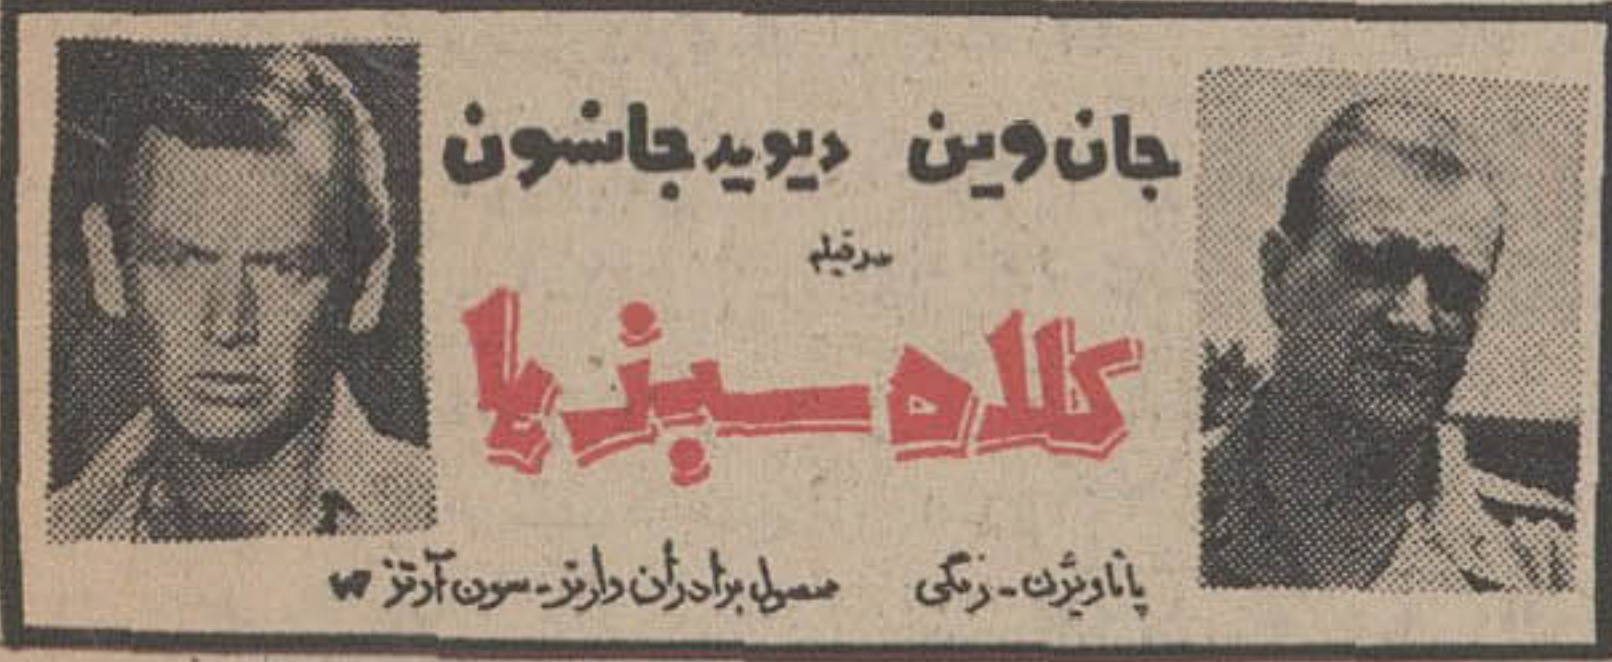 جان وین دیوید جانسون
در فیلم
کلاه سبزها
پاناویژن - رنگی محصول برادران وارنر - سون آرتز